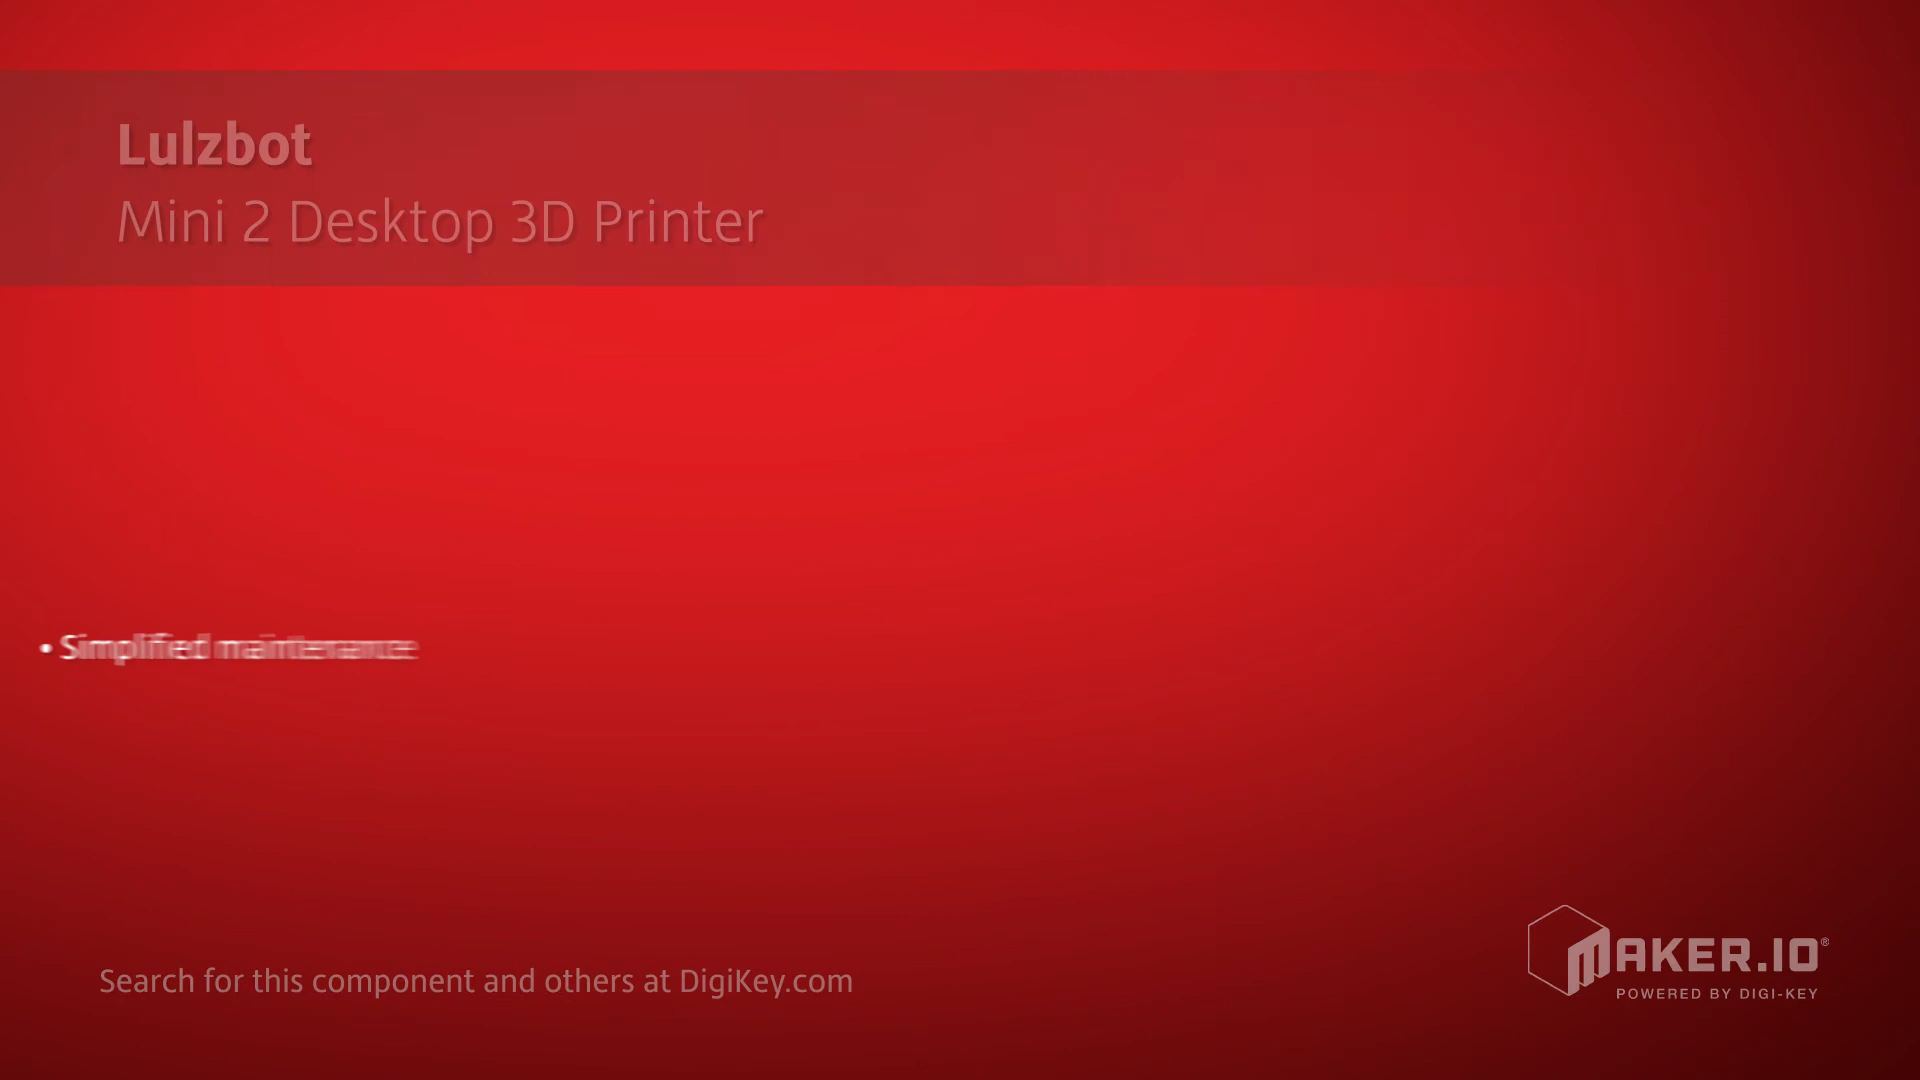 Lulzbot
Mini 2 Desktop 3D Printer
• Simplified maintenance
Search for this component and others at DigiKey.com
MAKER.IO®
POWERED BY DIGI-KEY